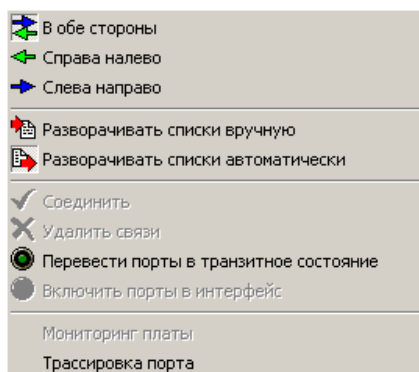 В обе стороны
Справа налево
Слева направо
Разворачивать списки вручную
Разворачивать списки автоматически
Соединить
Удалить связи
Перевести порты в транзитное состояние
Включить порты в интерфейс
Мониторинг платы
Трассировка порта